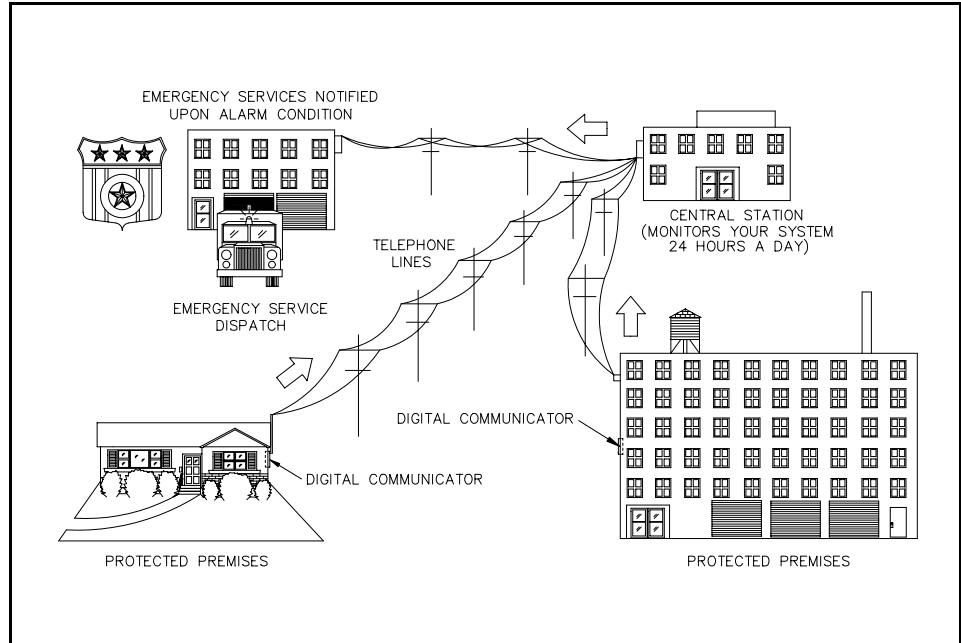 EMERGENCY SERVICES NOTIFIED
UPON ALARM CONDITION
CENTRAL STATION
(MONITORS YOUR SYSTEM
24 HOURS A DAY)
TELEPHONE
LINES
EMERGENCY SERVICE
DISPATCH
DIGITAL COMMUNICATOR
DIGITAL COMMUNICATOR
PROTECTED PREMISES
PROTECTED PREMISES